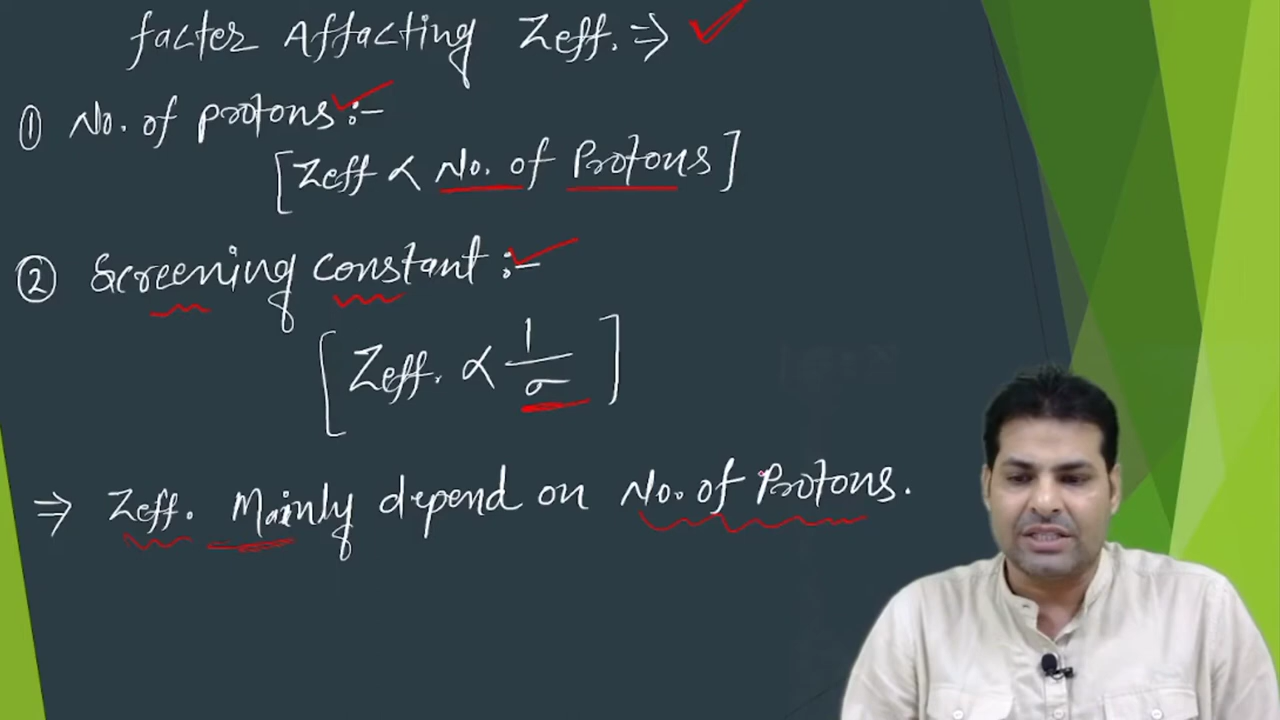 facter Affacting Zeff. ⇒
① No. of protons :-
[Zeff ∝ No. of Protons]
② Screening constant :-
[Zeff. ∝ 1/σ]
⇒ Zeff. Mainly depend on No. of Protons.